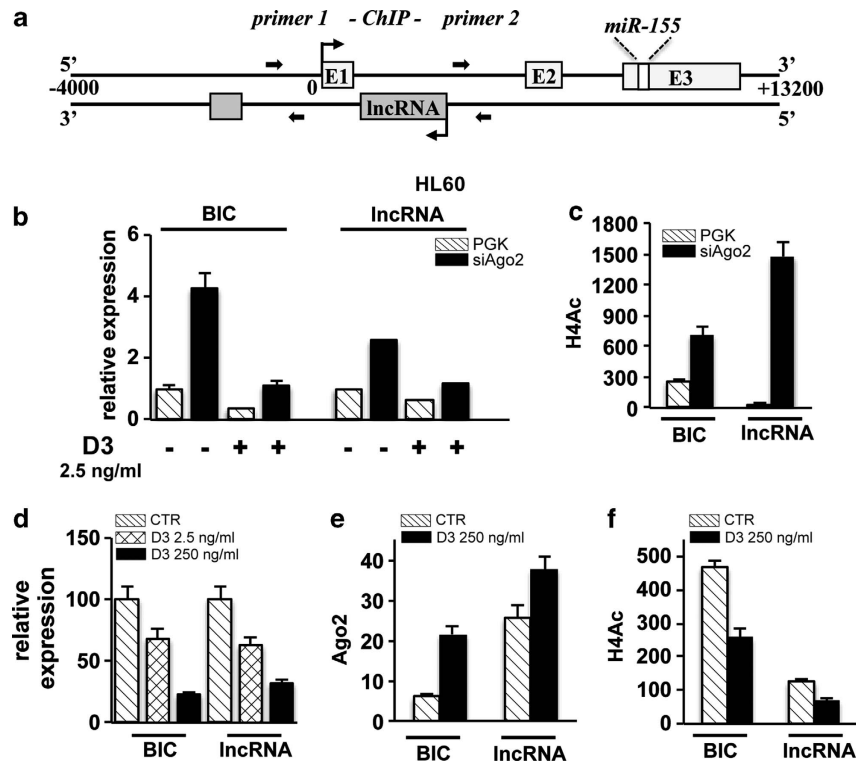 a
primer 1 - ChIP - primer 2
miR-155
5’ 3’
E1 E2 E3
-4000 0 +13200
lncRNA
3’ 5’
HL60
b
BIC lncRNA
PGK
siAgo2
relative expression
6
4
2
0
D3 - - + + - - + +
2.5 ng/ml
c
PGK
siAgo2
H4Ac
1800
1500
1200
900
600
300
0
BIC lncRNA
d
CTR
D3 2.5 ng/ml
D3 250 ng/ml
relative
expression
100
75
50
25
0
BIC lncRNA
e
CTR
D3 250 ng/ml
Ago2
40
30
20
10
0
BIC lncRNA
f
CTR
D3 250 ng/ml
H4Ac
500
400
300
200
100
0
BIC lncRNA